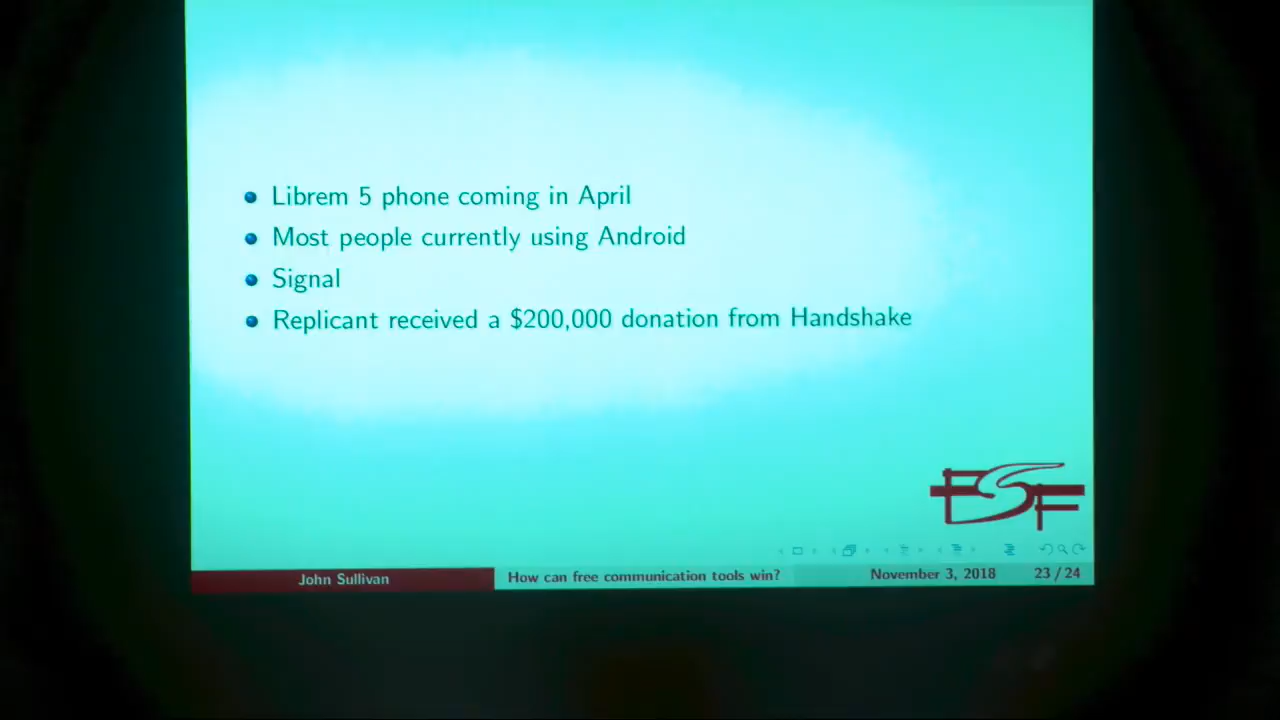 Librem 5 phone coming in April
Most people currently using Android
Signal
Replicant received a $200,000 donation from Handshake
FSF
John Sullivan How can free communication tools win? November 3, 2018 23 / 24